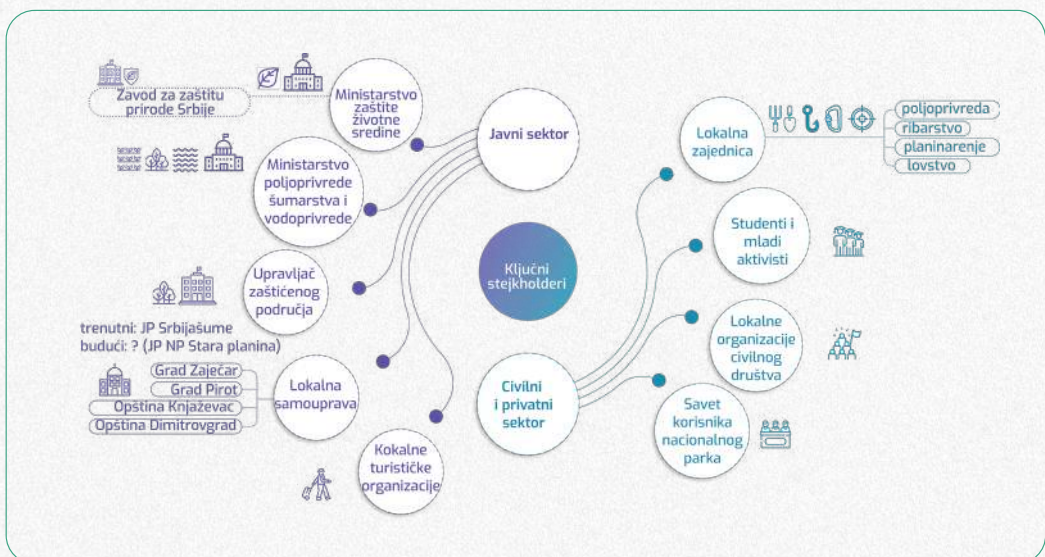 Ključni
stejkholderi
Javni sektor
Ministarstvo
zaštite
životne
sredine
Zavod za zaštitu
prirode Srbije
Ministarstvo
poljoprivrede
šumarstva i
vodoprivrede
Upravljač
zaštićenog
područja
trenutni: JP Srbijašume
budući: ? (JP NP Stara planina)
Lokalna
samouprava
Grad Zaječar
Grad Pirot
Opština Knjaževac
Opština Dimitrovgrad
Kokalne
turističke
organizacije
Civilni
i privatni
sektor
Lokalna
zajednica
poljoprivreda
ribarstvo
planinarenje
lovstvo
Studenti i
mladi
aktivisti
Lokalne
organizacije
civilnog
društva
Savet
korisnika
nacionalnog
parka